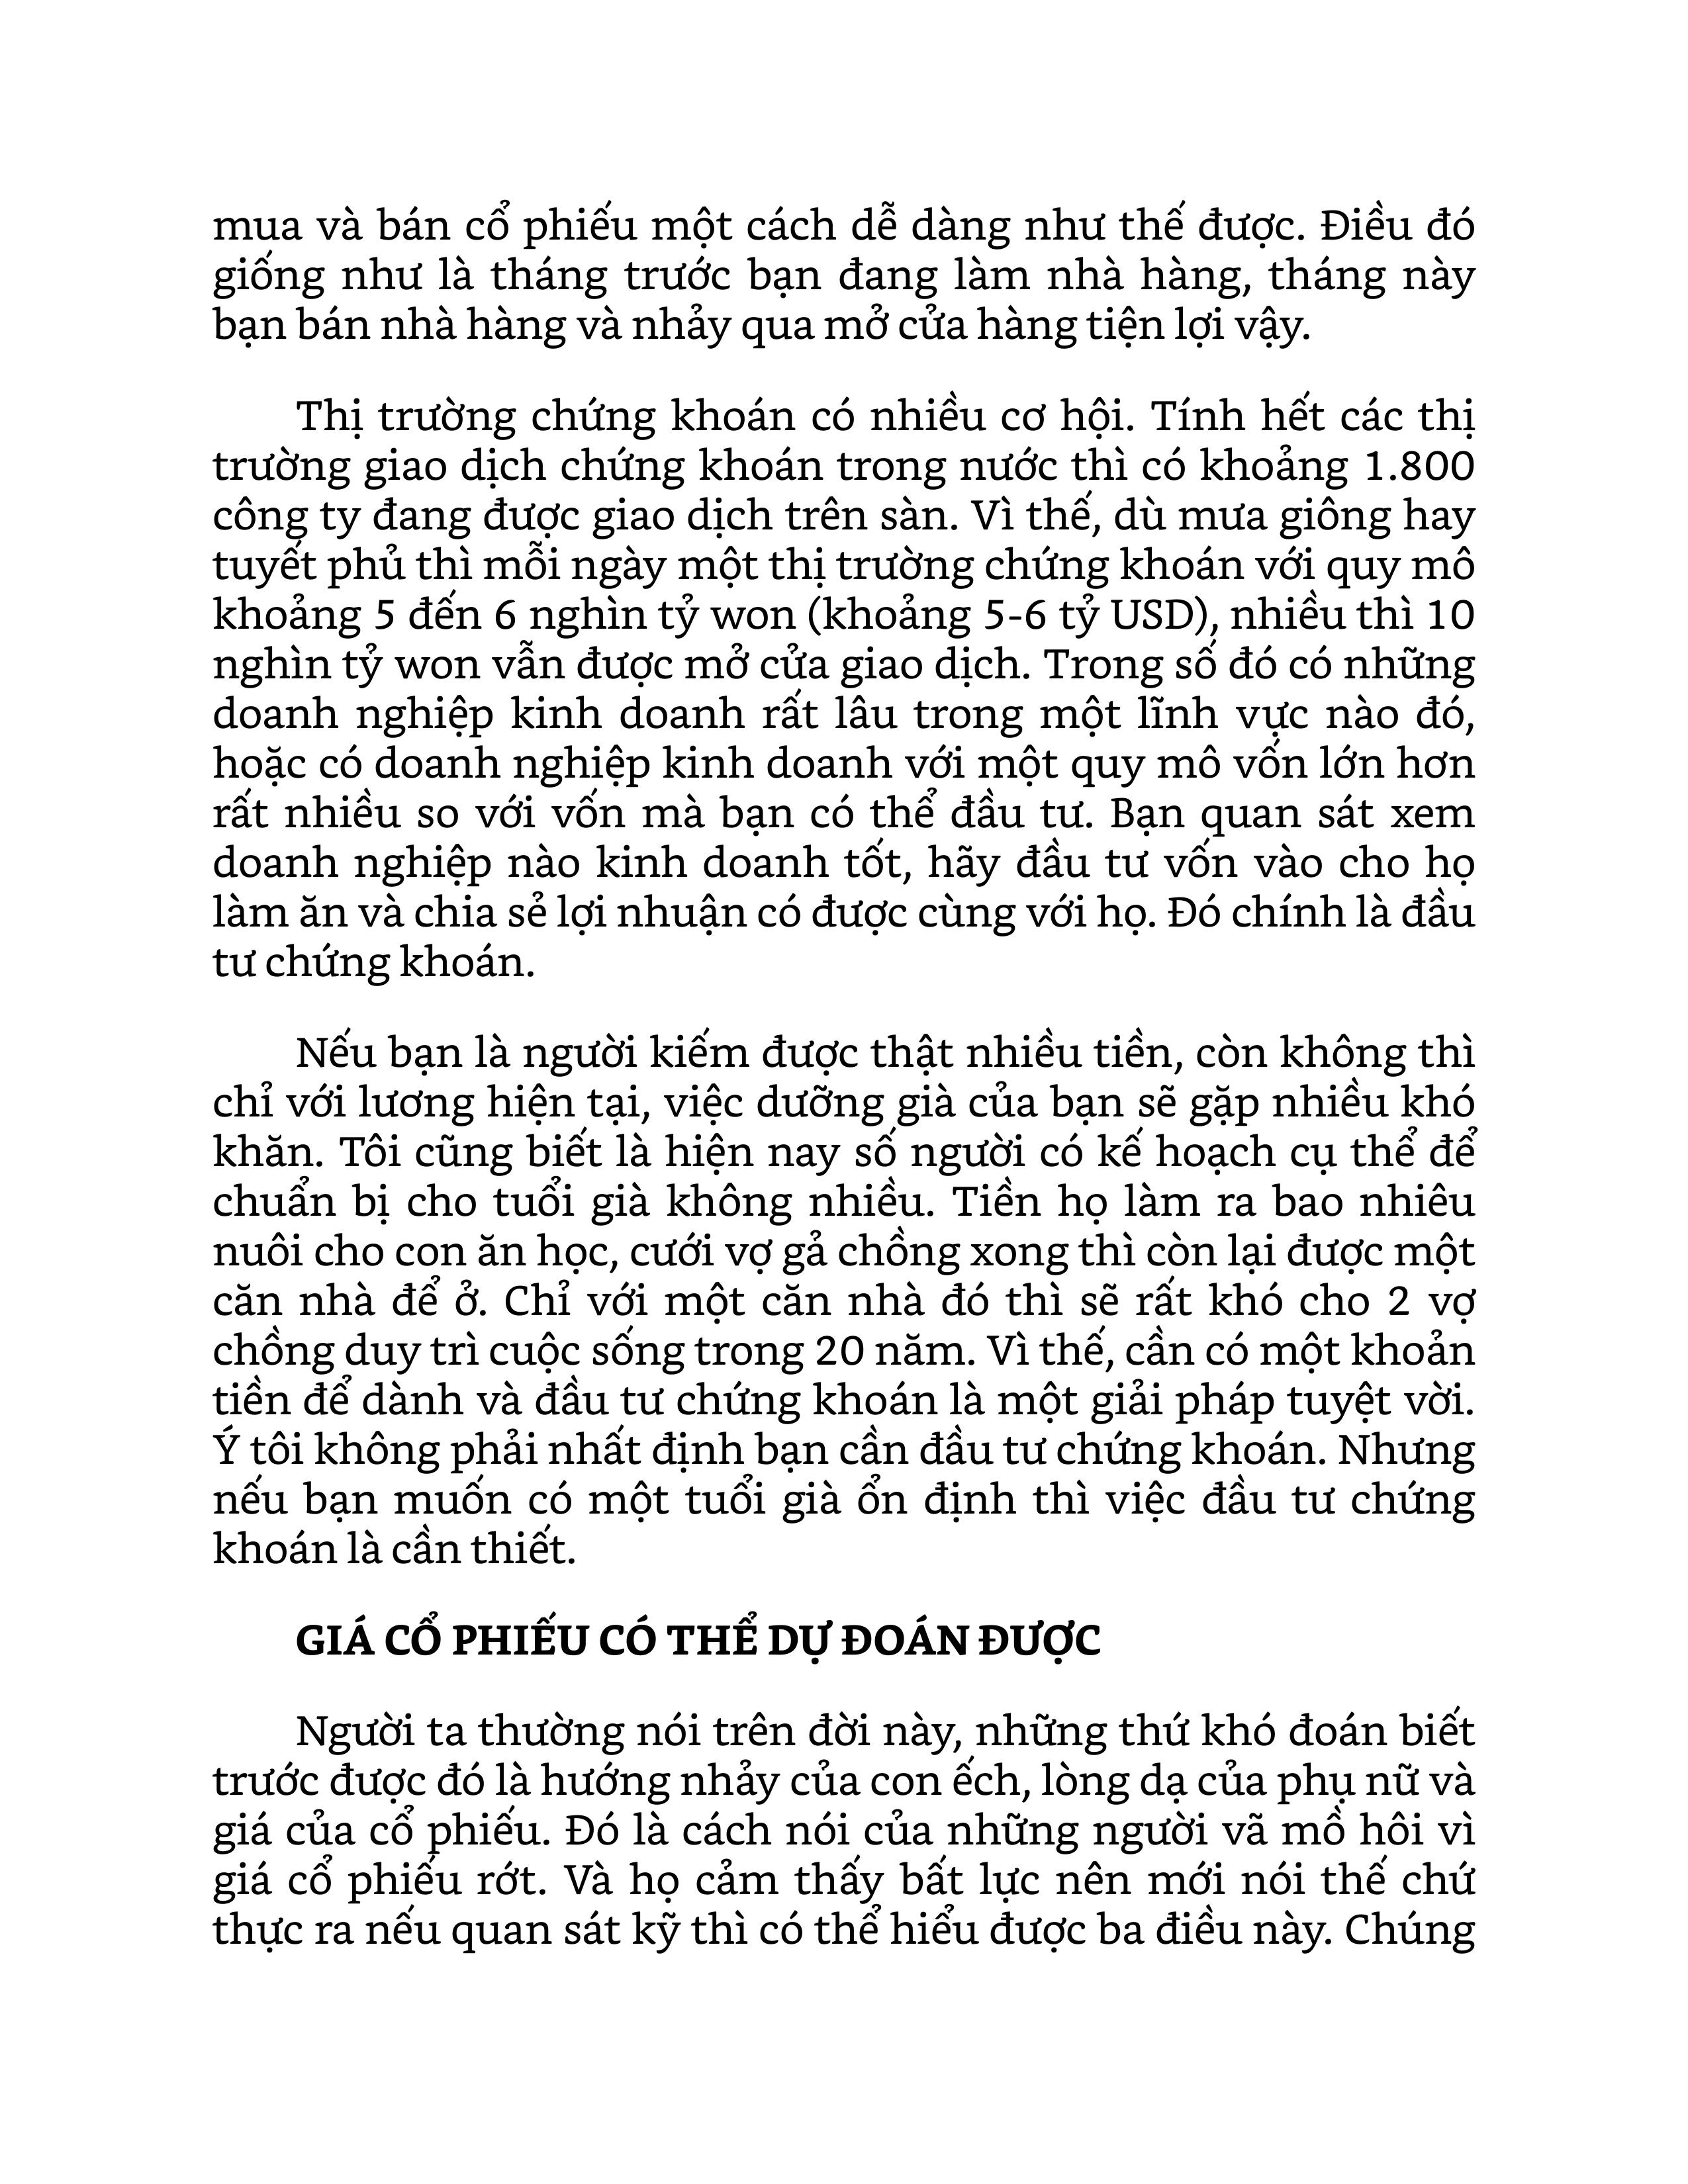 mua và bán cổ phiếu một cách dễ dàng như thế được. Điều đó
giống như là tháng trước bạn đang làm nhà hàng, tháng này
bạn bán nhà hàng và nhảy qua mở cửa hàng tiện lợi vậy.
Thị trường chứng khoán có nhiều cơ hội. Tính hết các thị
trường giao dịch chứng khoán trong nước thì có khoảng 1.800
công ty đang được giao dịch trên sàn. Vì thế, dù mưa giông hay
tuyết phủ thì mỗi ngày một thị trường chứng khoán với quy mô
khoảng 5 đến 6 nghìn tỷ won (khoảng 5-6 tỷ USD), nhiều thì 10
nghìn tỷ won vẫn được mở cửa giao dịch. Trong số đó có những
doanh nghiệp kinh doanh rất lâu trong một lĩnh vực nào đó,
hoặc có doanh nghiệp kinh doanh với một quy mô vốn lớn hơn
rất nhiều so với vốn mà bạn có thể đầu tư. Bạn quan sát xem
doanh nghiệp nào kinh doanh tốt, hãy đầu tư vốn vào cho họ
làm ăn và chia sẻ lợi nhuận có được cùng với họ. Đó chính là đầu
tư chứng khoán.
Nếu bạn là người kiếm được thật nhiều tiền, còn không thì
chỉ với lương hiện tại, việc dưỡng già của bạn sẽ gặp nhiều khó
khăn. Tôi cũng biết là hiện nay số người có kế hoạch cụ thể để
chuẩn bị cho tuổi già không nhiều. Tiền họ làm ra bao nhiêu
nuôi cho con ăn học, cưới vợ gả chồng xong thì còn lại được một
căn nhà để ở. Chỉ với một căn nhà đó thì sẽ rất khó cho 2 vợ
chồng duy trì cuộc sống trong 20 năm. Vì thế, cần có một khoản
tiền để dành và đầu tư chứng khoán là một giải pháp tuyệt vời.
Ý tôi không phải nhất định bạn cần đầu tư chứng khoán. Nhưng
nếu bạn muốn có một tuổi già ổn định thì việc đầu tư chứng
khoán là cần thiết.
GIÁ CỔ PHIẾU CÓ THỂ DỰ ĐOÁN ĐƯỢC
Người ta thường nói trên đời này, những thứ khó đoán biết
trước được đó là hướng nhảy của con ếch, lòng dạ của phụ nữ và
giá của cổ phiếu. Đó là cách nói của những người vã mồ hôi vì
giá cổ phiếu rớt. Và họ cảm thấy bất lực nên mới nói thế chứ
thực ra nếu quan sát kỹ thì có thể hiểu được ba điều này. Chúng